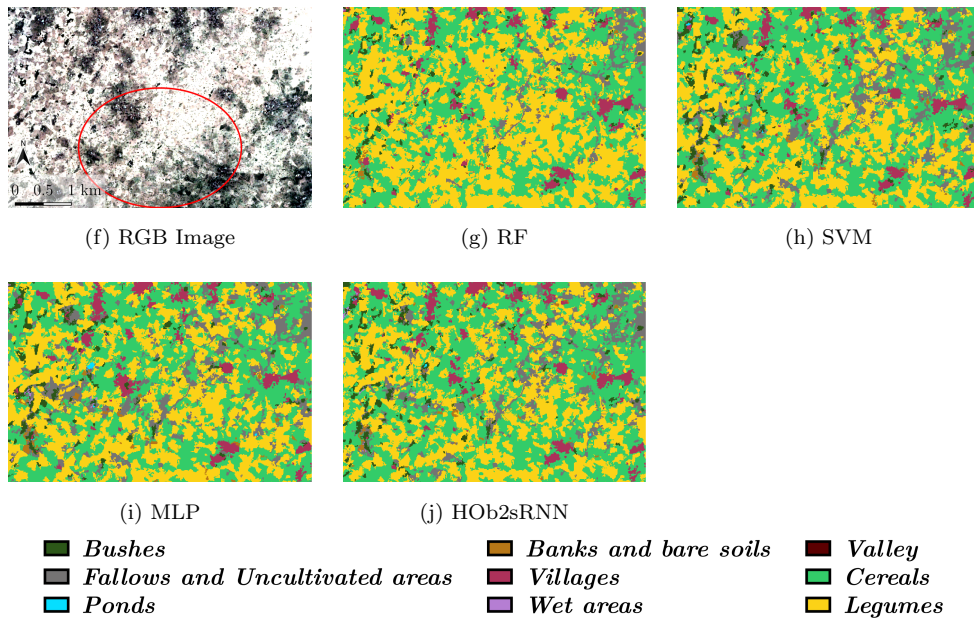 N
0 0.5 1 km
(f) RGB Image
(g) RF
(h) SVM
(i) MLP
(j) HOb2sRNN
Bushes
Banks and bare soils
Valley
Fallows and Uncultivated areas
Villages
Cereals
Ponds
Wet areas
Legumes